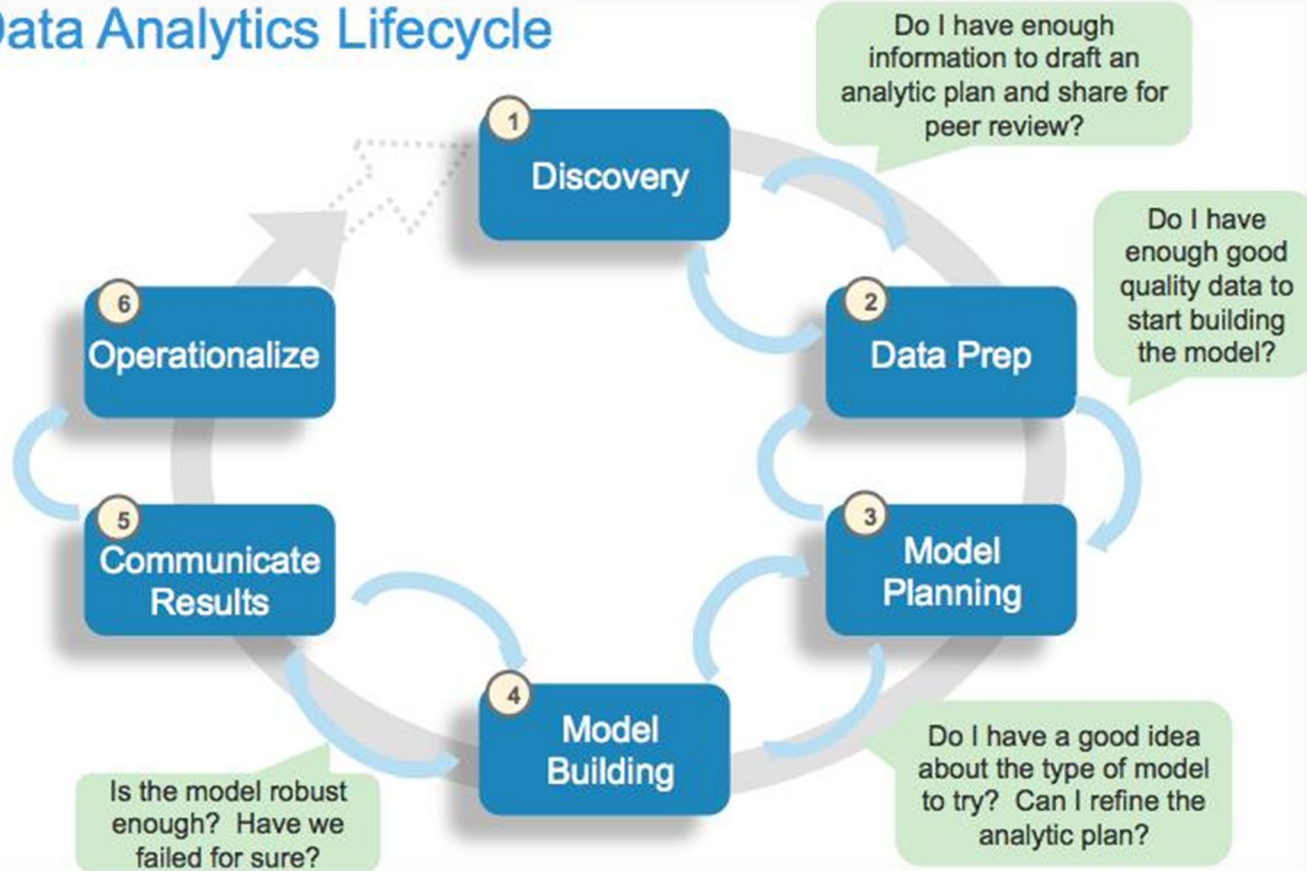 ata Analytics Lifecycle
Do I have enough
information to draft an
analytic plan and share for
peer review?
1
Discovery
Do I have
enough good
quality data to
start building
the model?
2
Data Prep
6
Operationalize
3
Model
Planning
5
Communicate
Results
4
Model
Building
Do I have a good idea
about the type of model
to try? Can I refine the
analytic plan?
Is the model robust
enough? Have we
failed for sure?